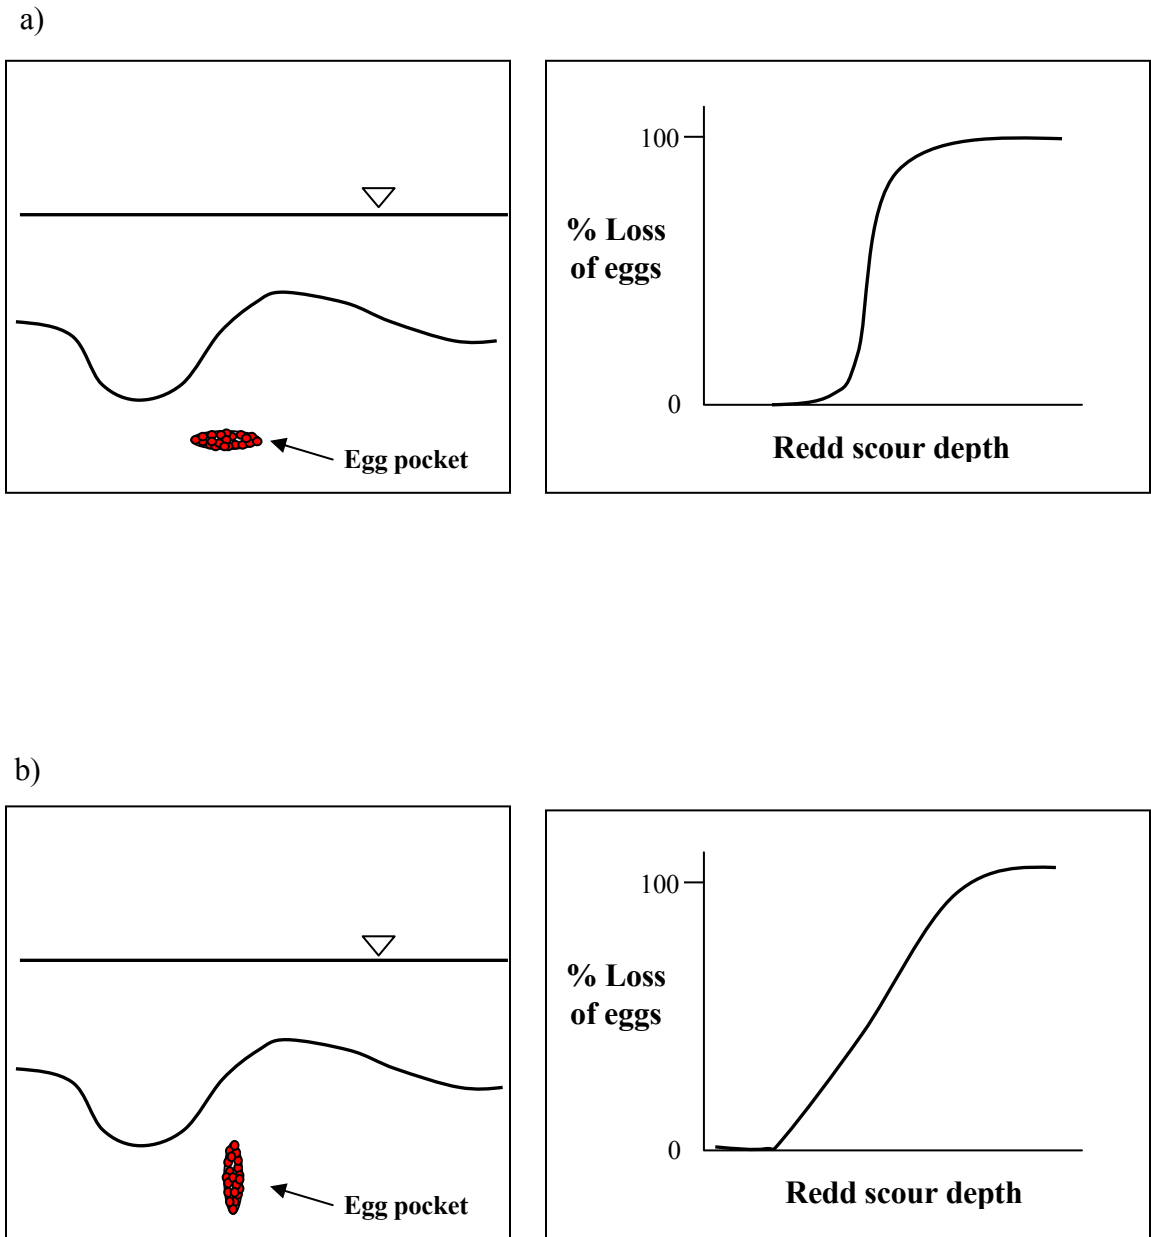 a)
Egg pocket
100
% Loss
of eggs
0
Redd scour depth
b)
Egg pocket
100
% Loss
of eggs
0
Redd scour depth